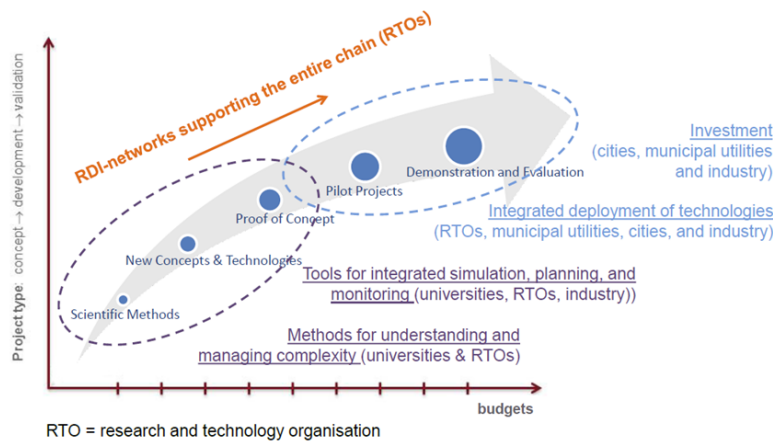 RDI-networks supporting the entire chain (RTOs)
Project type: concept → development → validation
Investment
(cities, municipal utilities
and industry)
Demonstration and Evaluation
Pilot Projects
Integrated deployment of technologies
(RTOs, municipal utilities, cities, and industry)
Proof of Concept
New Concepts & Technologies
Tools for integrated simulation, planning, and
monitoring (universities, RTOs, industry))
Scientific Methods
Methods for understanding and
managing complexity (universities & RTOs)
budgets
RTO = research and technology organisation